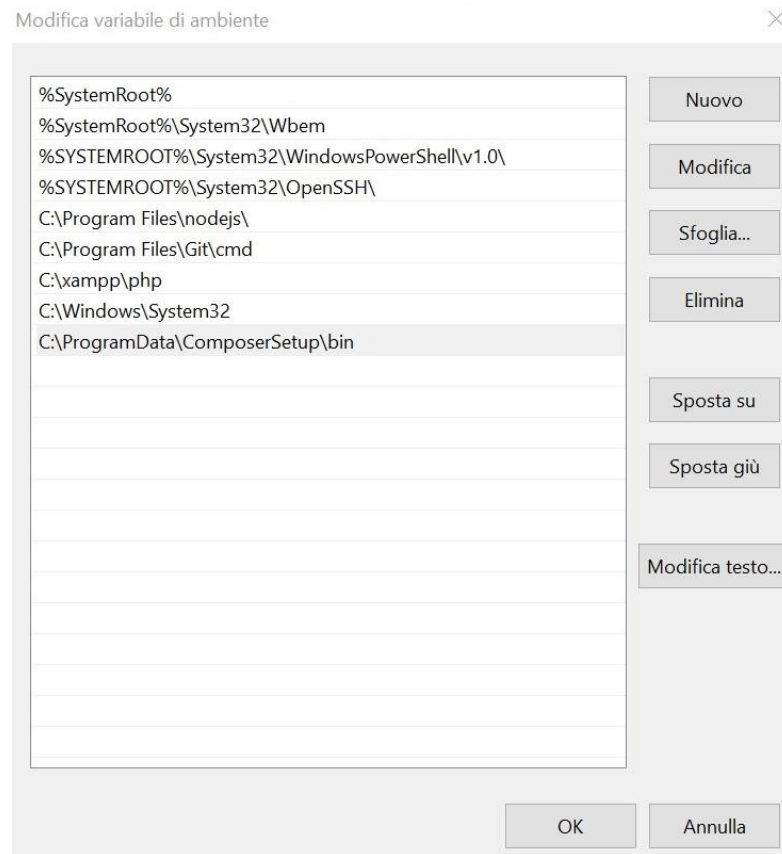 Modifica variabile di ambiente
%SystemRoot%
%SystemRoot%\System32\Wbem
%SYSTEMROOT%\System32\WindowsPowerShell\v1.0\
%SYSTEMROOT%\System32\OpenSSH\
C:\Program Files\nodejs\
C:\Program Files\Git\cmd
C:\xampp\php
C:\Windows\System32
C:\ProgramData\ComposerSetup\bin
Nuovo
Modifica
Sfoglia...
Elimina
Sposta su
Sposta giù
Modifica testo...
OK
Annulla